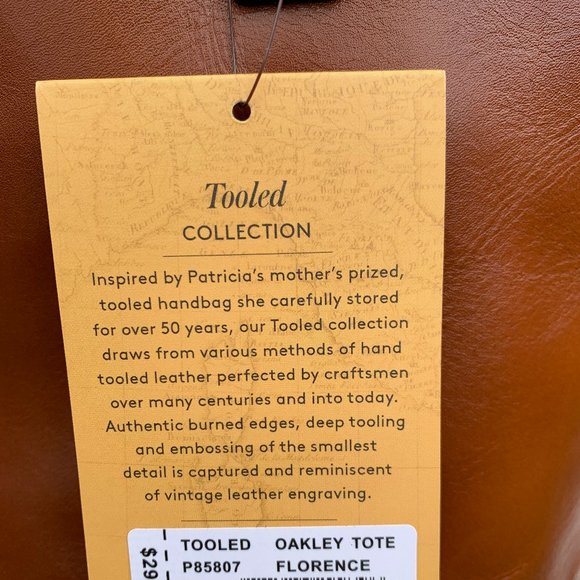 Tooled
COLLECTION
Inspired by Patricia's mother's prized,
tooled handbag she carefully stored
for over 50 years, our Tooled collection
draws from various methods of hand
tooled leather perfected by craftsmen
over many centuries and into today.
Authentic burned edges, deep tooling
and embossing of the smallest
detail is captured and reminiscent
of vintage leather engraving.
TOOLED OAKLEY TOTE
P85807 FLORENCE